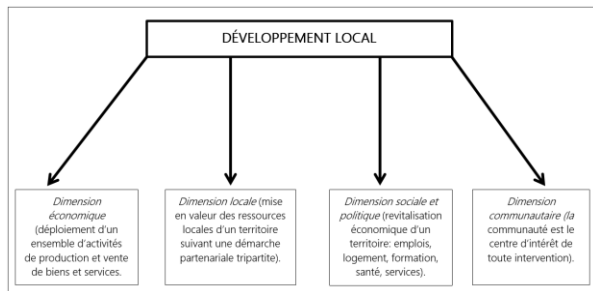 DÉVELOPPEMENT LOCAL
Dimension
économique
(déploiement d'un
ensemble d'activités
de production et vente
de biens et services.
Dimension locale (mise
en valeur des ressources
locales d'un territoire
suivant une démarche
partenariale tripartite).
Dimension sociale et
politique (revitalisation
économique d'un
territoire: emplois,
logement, formation,
santé, services).
Dimension
communautaire (la
communauté est le
centre d'intérêt de
toute intervention).